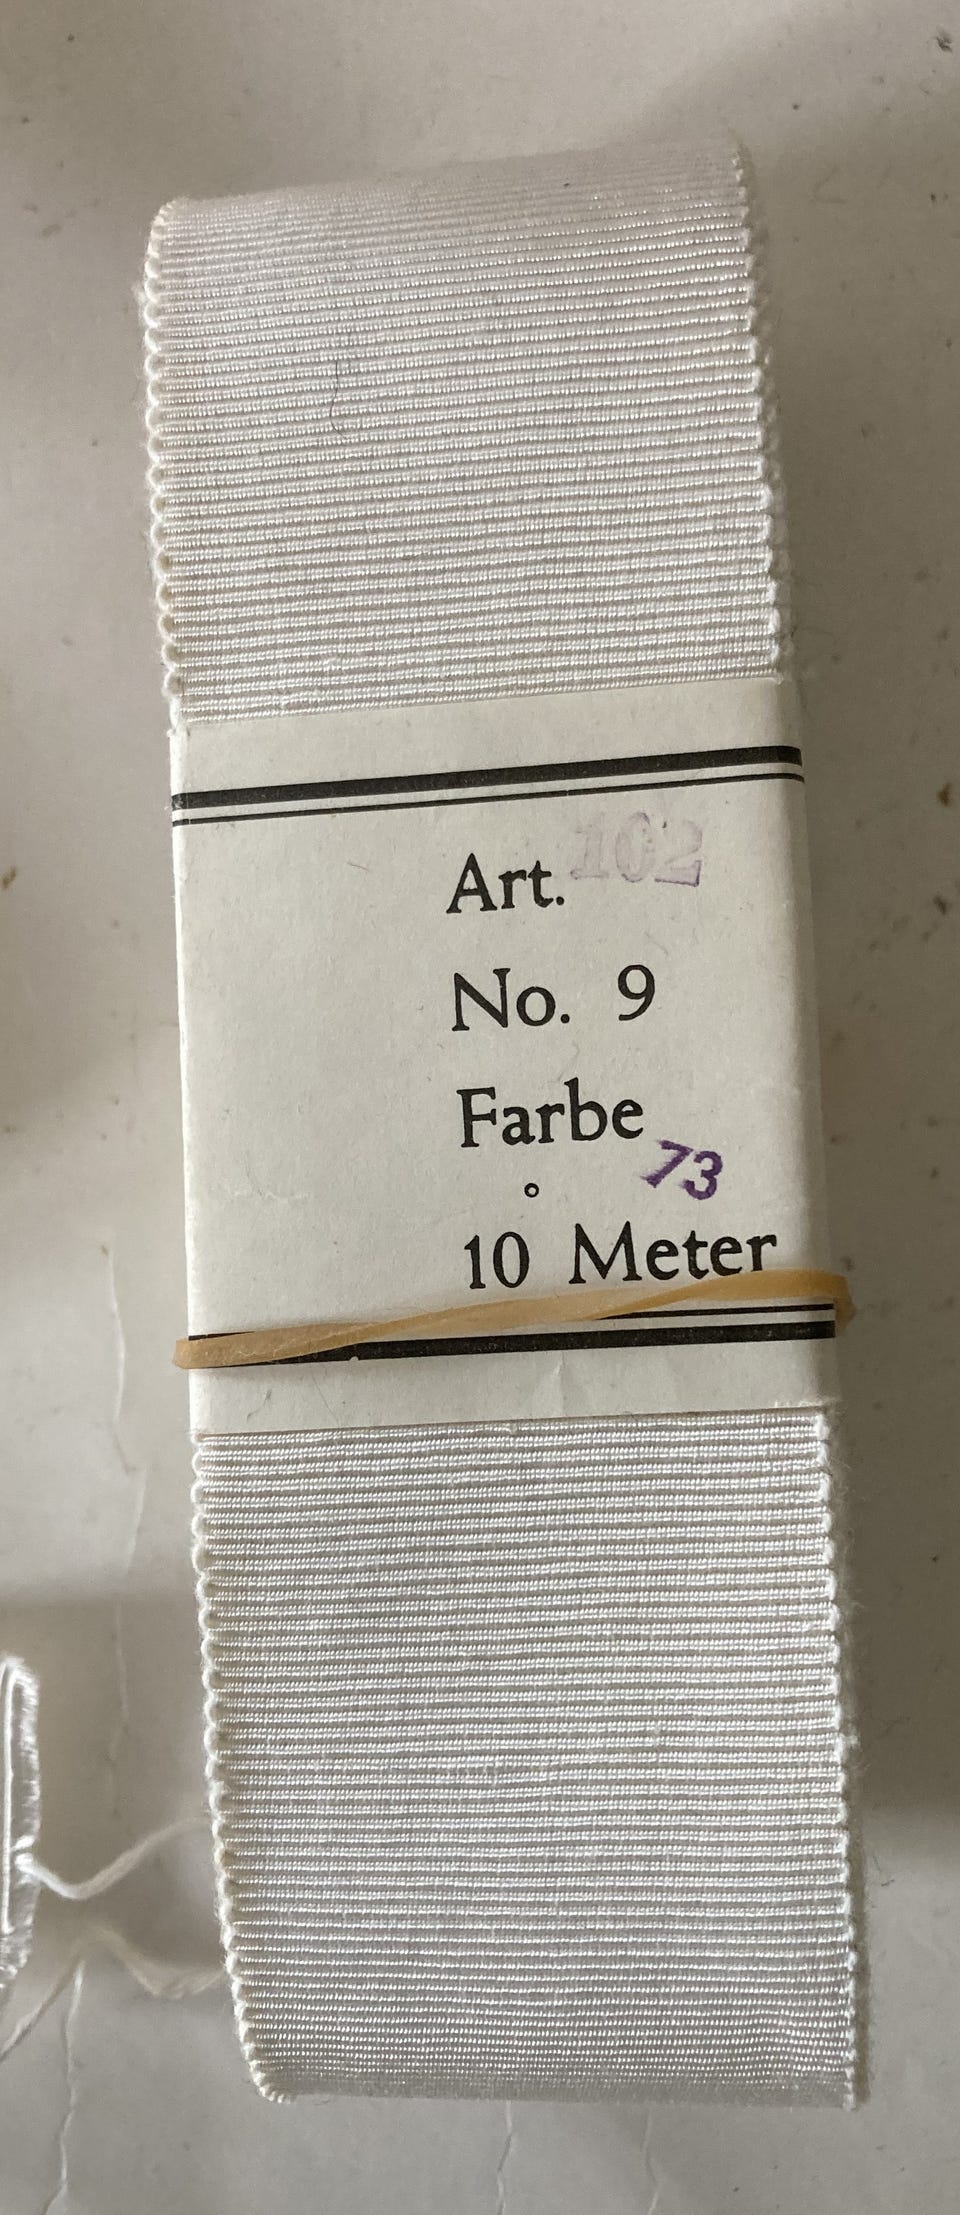 Art. 102
No. 9
Farbe 73
10 Meter